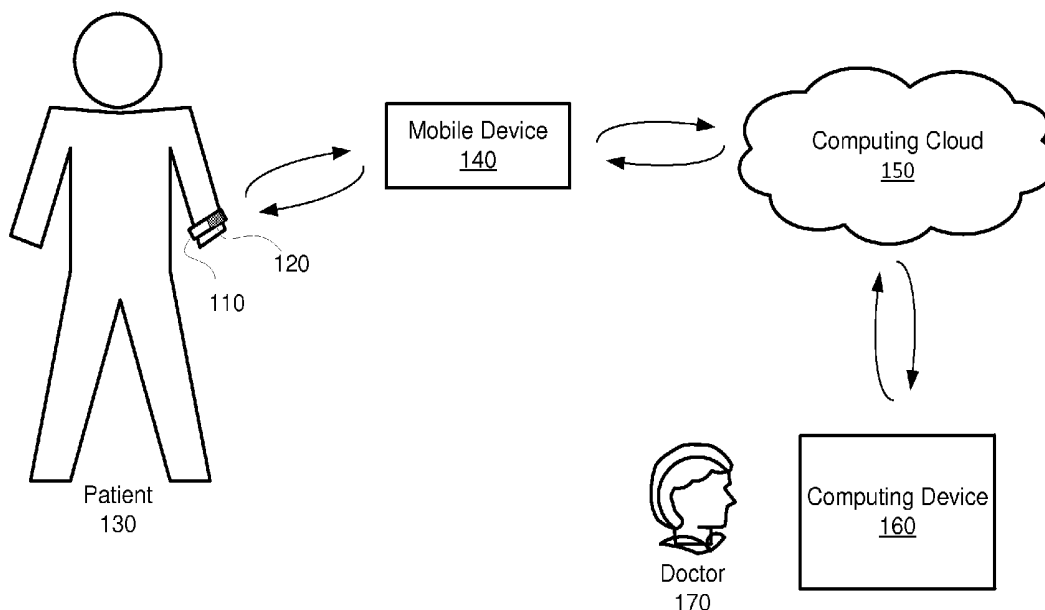 Mobile Device
140
Computing Cloud
150
120
110
Patient
130
Computing Device
160
Doctor
170